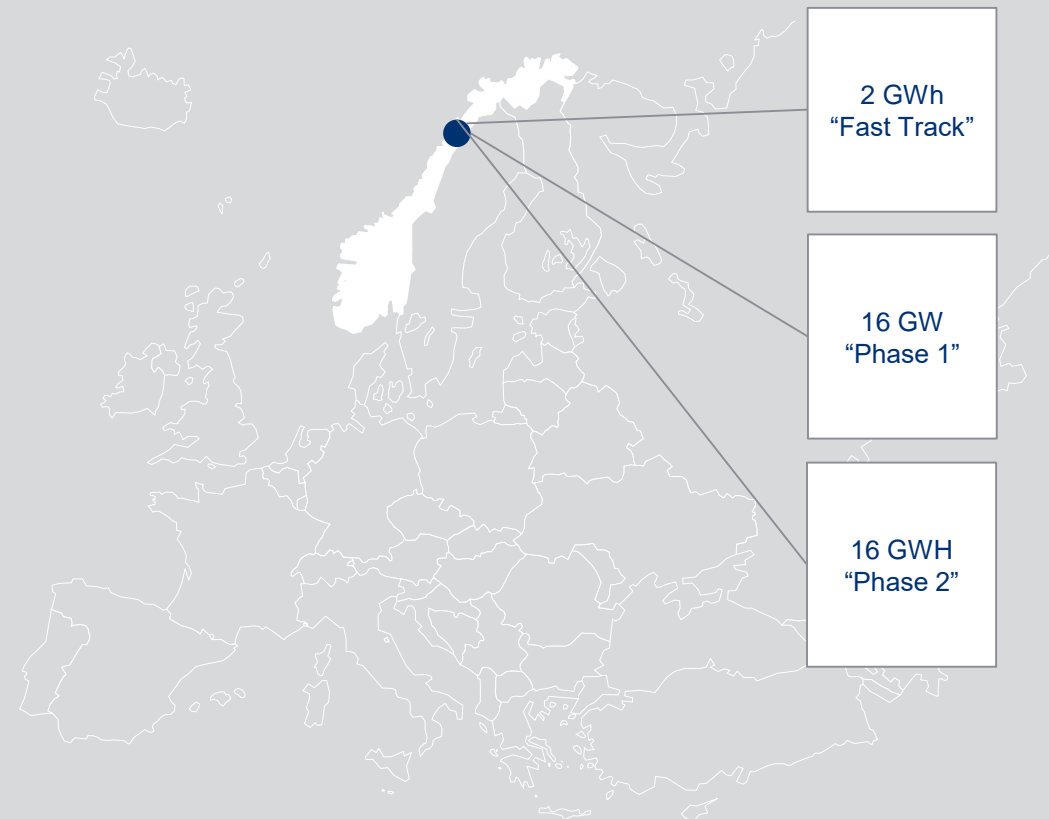 2 GWh
“Fast Track”
16 GW
“Phase 1”
16 GWH
“Phase 2”